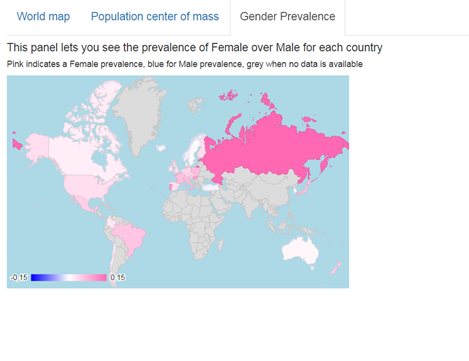 World map Population center of mass Gender Prevalence
This panel lets you see the prevalence of Female over Male for each country
Pink indicates a Female prevalence, blue for Male prevalence, grey when no data is available
-0.15 0.15